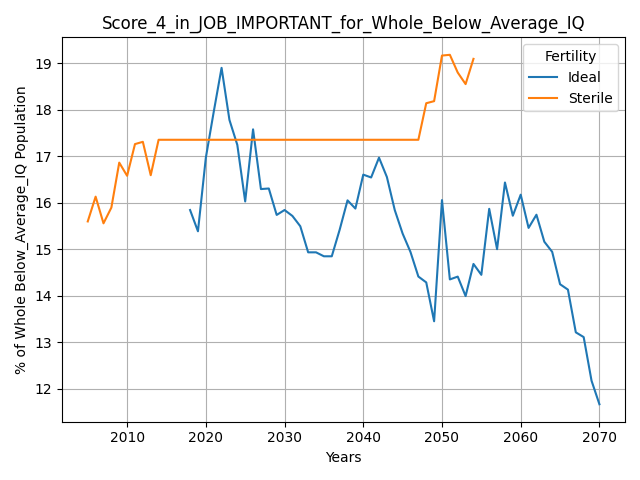 Score_4_in_JOB_IMPORTANT_for_Whole_Below_Average_IQ
% of Whole Below_Average_IQ Population
19
18
17
16
15
14
13
12
Fertility
Ideal
Sterile
2010 2020 2030 2040 2050 2060 2070
Years